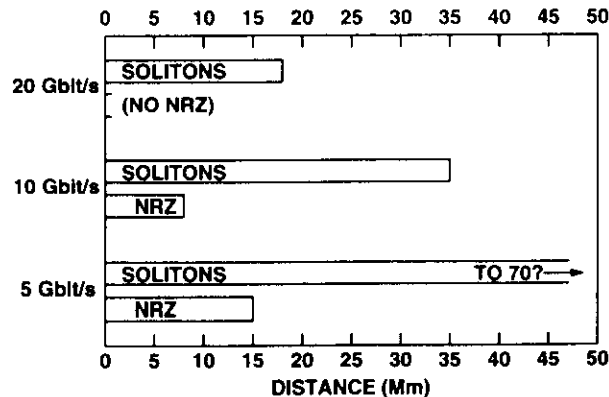 0 5 10 15 20 25 30 35 40 45 50
20 Gbit/s
SOLITONS
(NO NRZ)
10 Gbit/s
SOLITONS
NRZ
5 Gbit/s
SOLITONS
TO 70?
NRZ
0 5 10 15 20 25 30 35 40 45 50
DISTANCE (Mm)